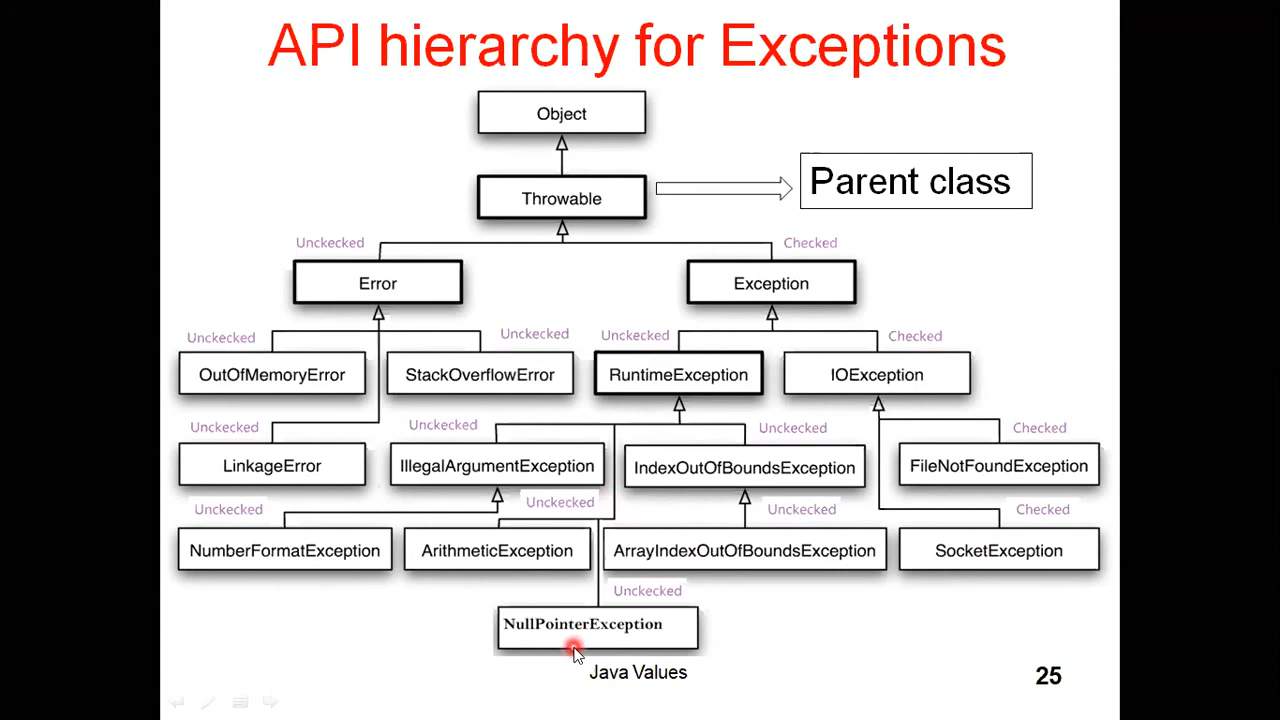 API hierarchy for Exceptions
Object
Throwable
Parent class
Unckecked
Checked
Error
Exception
Unckecked
Unckecked
Unckecked
Checked
OutOfMemoryError
StackOverflowError
RuntimeException
IOException
Unckecked
Unckecked
Unckecked
Checked
LinkageError
IllegalArgumentException
IndexOutOfBoundsException
FileNotFoundException
Unckecked
Unckecked
Unckecked
Checked
NumberFormatException
ArithmeticException
ArrayIndexOutOfBoundsException
SocketException
Unckecked
NullPointerException
Java Values
25